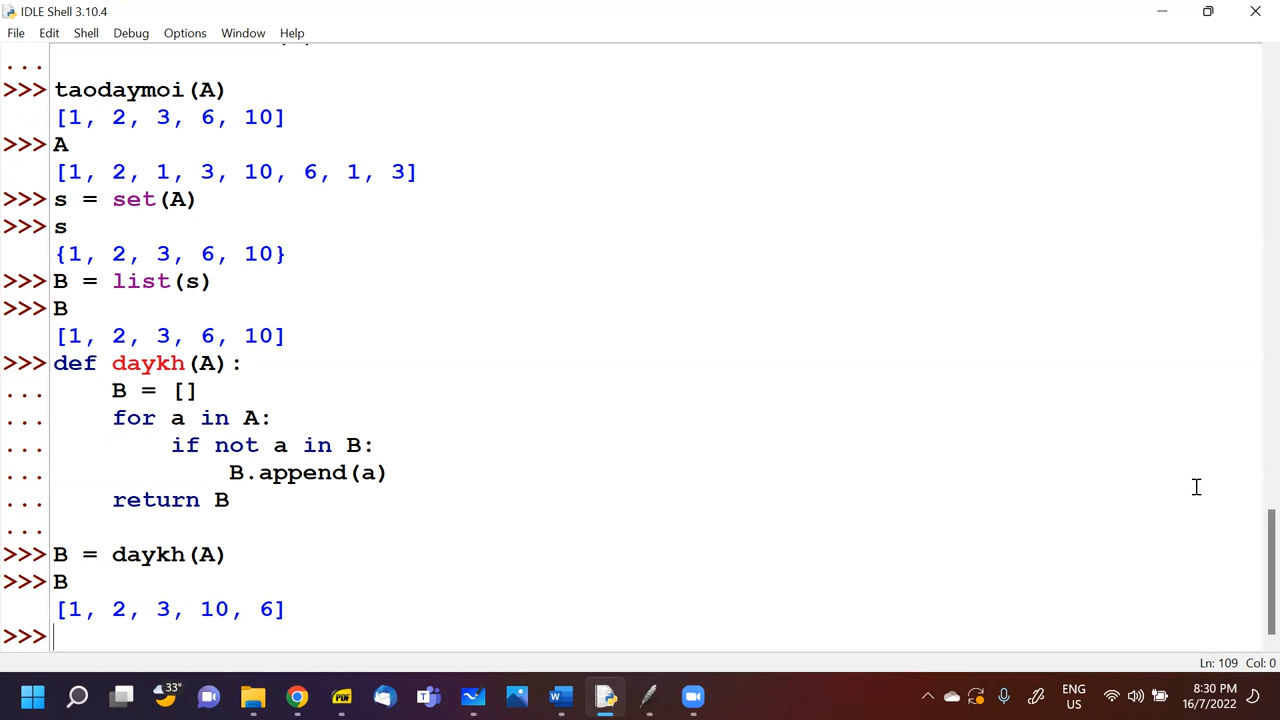 IDLE Shell 3.10.4
File Edit Shell Debug Options Window Help
...
>>> taodaymoi(A)
[1, 2, 3, 6, 10]
>>> A
[1, 2, 1, 3, 10, 6, 1, 3]
>>> s = set(A)
>>> s
{1, 2, 3, 6, 10}
>>> B = list(s)
>>> B
[1, 2, 3, 6, 10]
>>> def daykh(A):
... B = []
... for a in A:
... if not a in B:
... B.append(a)
... return B
...
>>> B = daykh(A)
>>> B
[1, 2, 3, 10, 6]
>>>
Ln: 109 Col: 0
33°
PDF
ENG
US
8:30 PM
16/7/2022